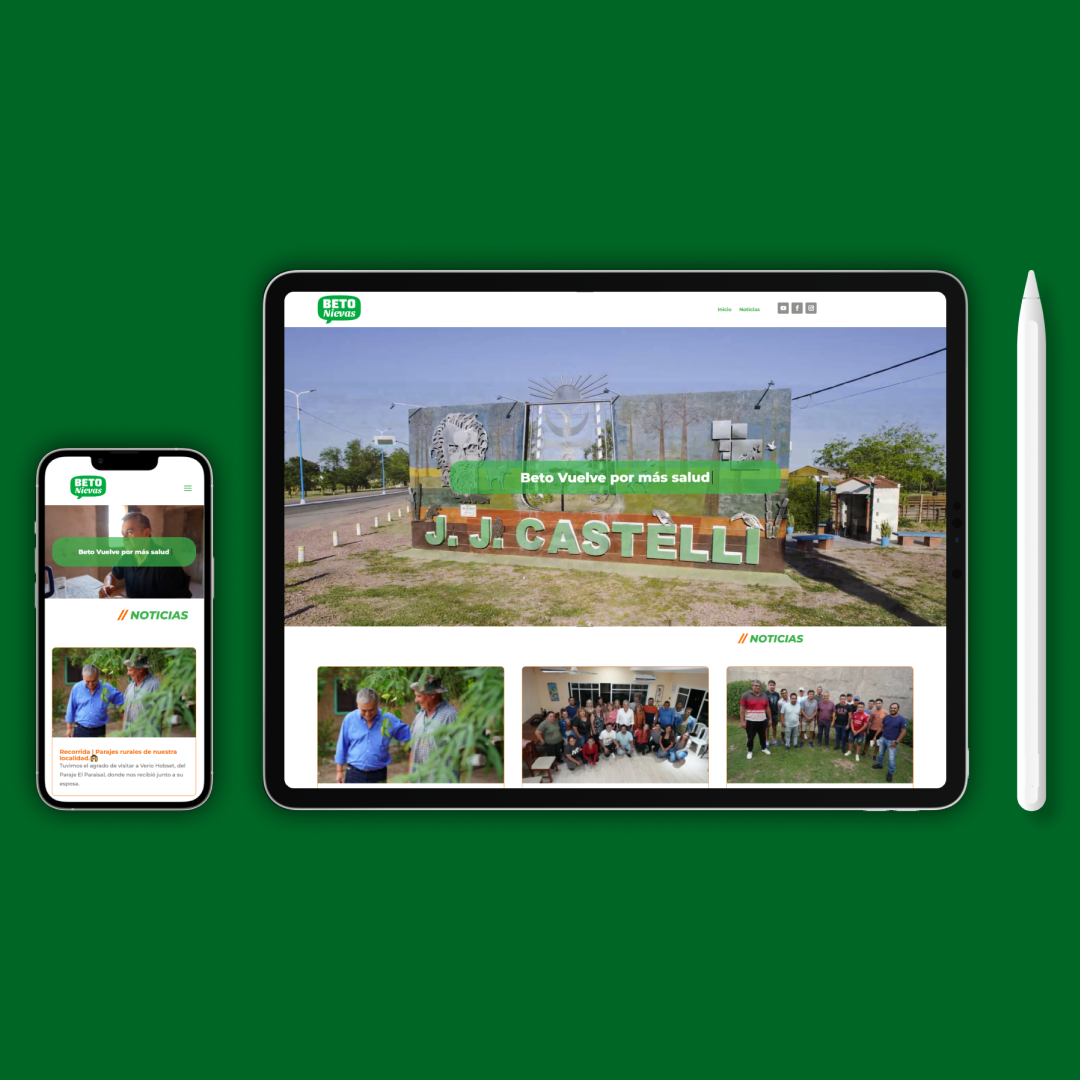 BETO
Nievas
Beto Vuelve por más salud
// NOTICIAS
Recorrida | Parajes rurales de nuestra
localidad.
Tuvimos el agrado de visitar a Verio Hebset, del
Paraje El Paraisal, donde nos recibió junto a su
esposa.
BETO
Nievas
Inicio Noticias
Beto Vuelve por más salud
J. J. CASTELLI
// NOTICIAS